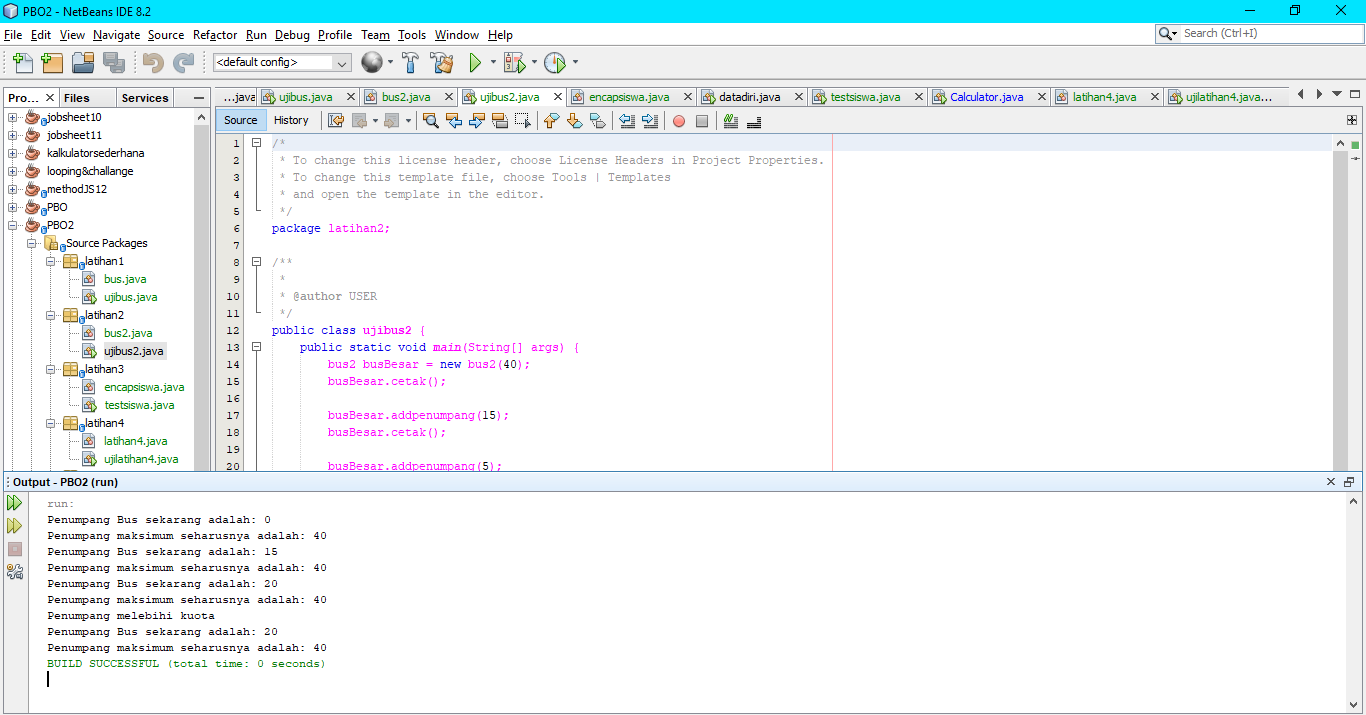 PBO2 - NetBeans IDE 8.2
File Edit View Navigate Source Refactor Run Debug Profile Team Tools Window Help
Search (Ctrl+I)
<default config>
Pro... Files Services
...java ujibus.java bus2.java ujibus2.java encapsiswa.java datadiri.java testsiswa.java Calculator.java latihan4.java ujilatihan4.java...
Source History
jobsheet10
jobsheet11
kalkulatorsederhana
looping&challange
methodJS12
PBO
PBO2
Source Packages
latihan1
bus.java
ujibus.java
latihan2
bus2.java
ujibus2.java
latihan3
encapsiswa.java
testsiswa.java
latihan4
latihan4.java
ujilatihan4.java
1 /*
2 * To change this license header, choose License Headers in Project Properties.
3 * To change this template file, choose Tools | Templates
4 * and open the template in the editor.
5 */
6 package latihan2;
7
8 /**
9 *
10 * @author USER
11 */
12 public class ujibus2 {
13 public static void main(String[] args) {
14 bus2 busBesar = new bus2(40);
15 busBesar.cetak();
16
17 busBesar.addpenumpang(15);
18 busBesar.cetak();
19
20 busBesar.addpenumpang(5);
Output - PBO2 (run)
run:
Penumpang Bus sekarang adalah: 0
Penumpang maksimum seharusnya adalah: 40
Penumpang Bus sekarang adalah: 15
Penumpang maksimum seharusnya adalah: 40
Penumpang Bus sekarang adalah: 20
Penumpang maksimum seharusnya adalah: 40
Penumpang melebihi kuota
Penumpang Bus sekarang adalah: 20
Penumpang maksimum seharusnya adalah: 40
BUILD SUCCESSFUL (total time: 0 seconds)